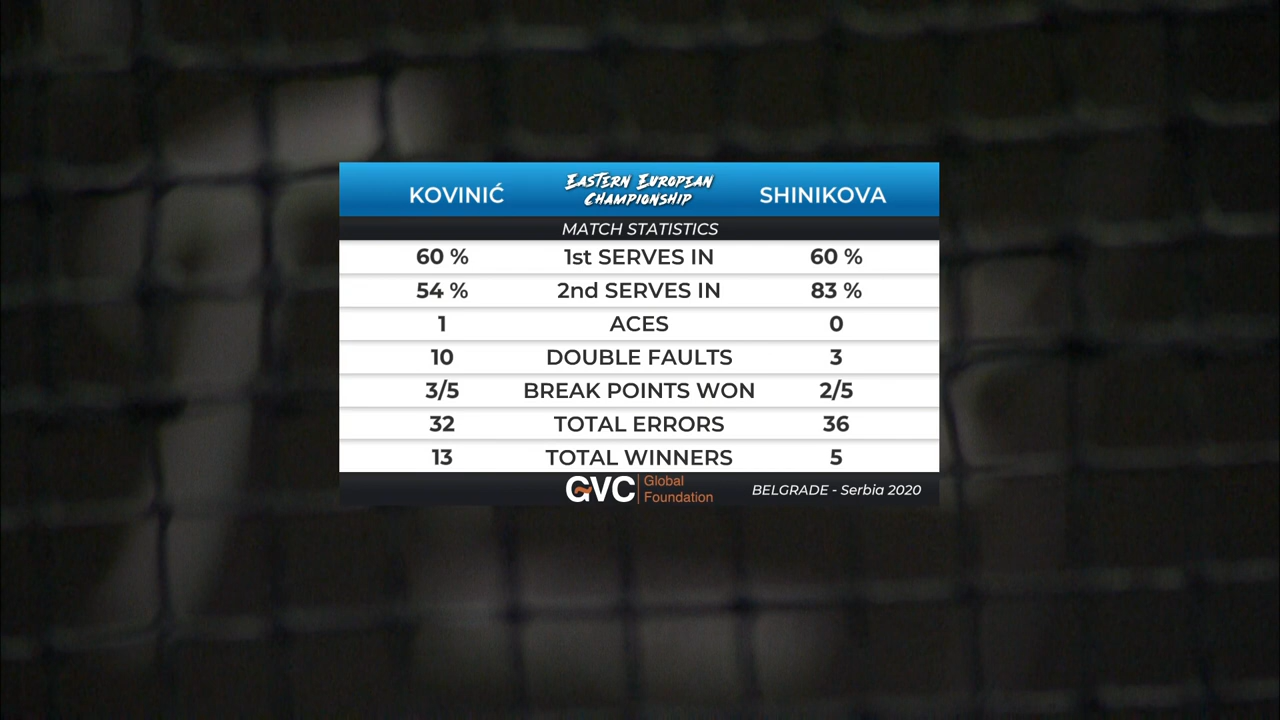 KOVINIĆ EASTERN EUROPEAN CHAMPIONSHIP SHINIKOVA
MATCH STATISTICS
60 % 1st SERVES IN 60 %
54 % 2nd SERVES IN 83 %
1 ACES 0
10 DOUBLE FAULTS 3
3/5 BREAK POINTS WON 2/5
32 TOTAL ERRORS 36
13 TOTAL WINNERS 5
GVC Global Foundation BELGRADE - Serbia 2020